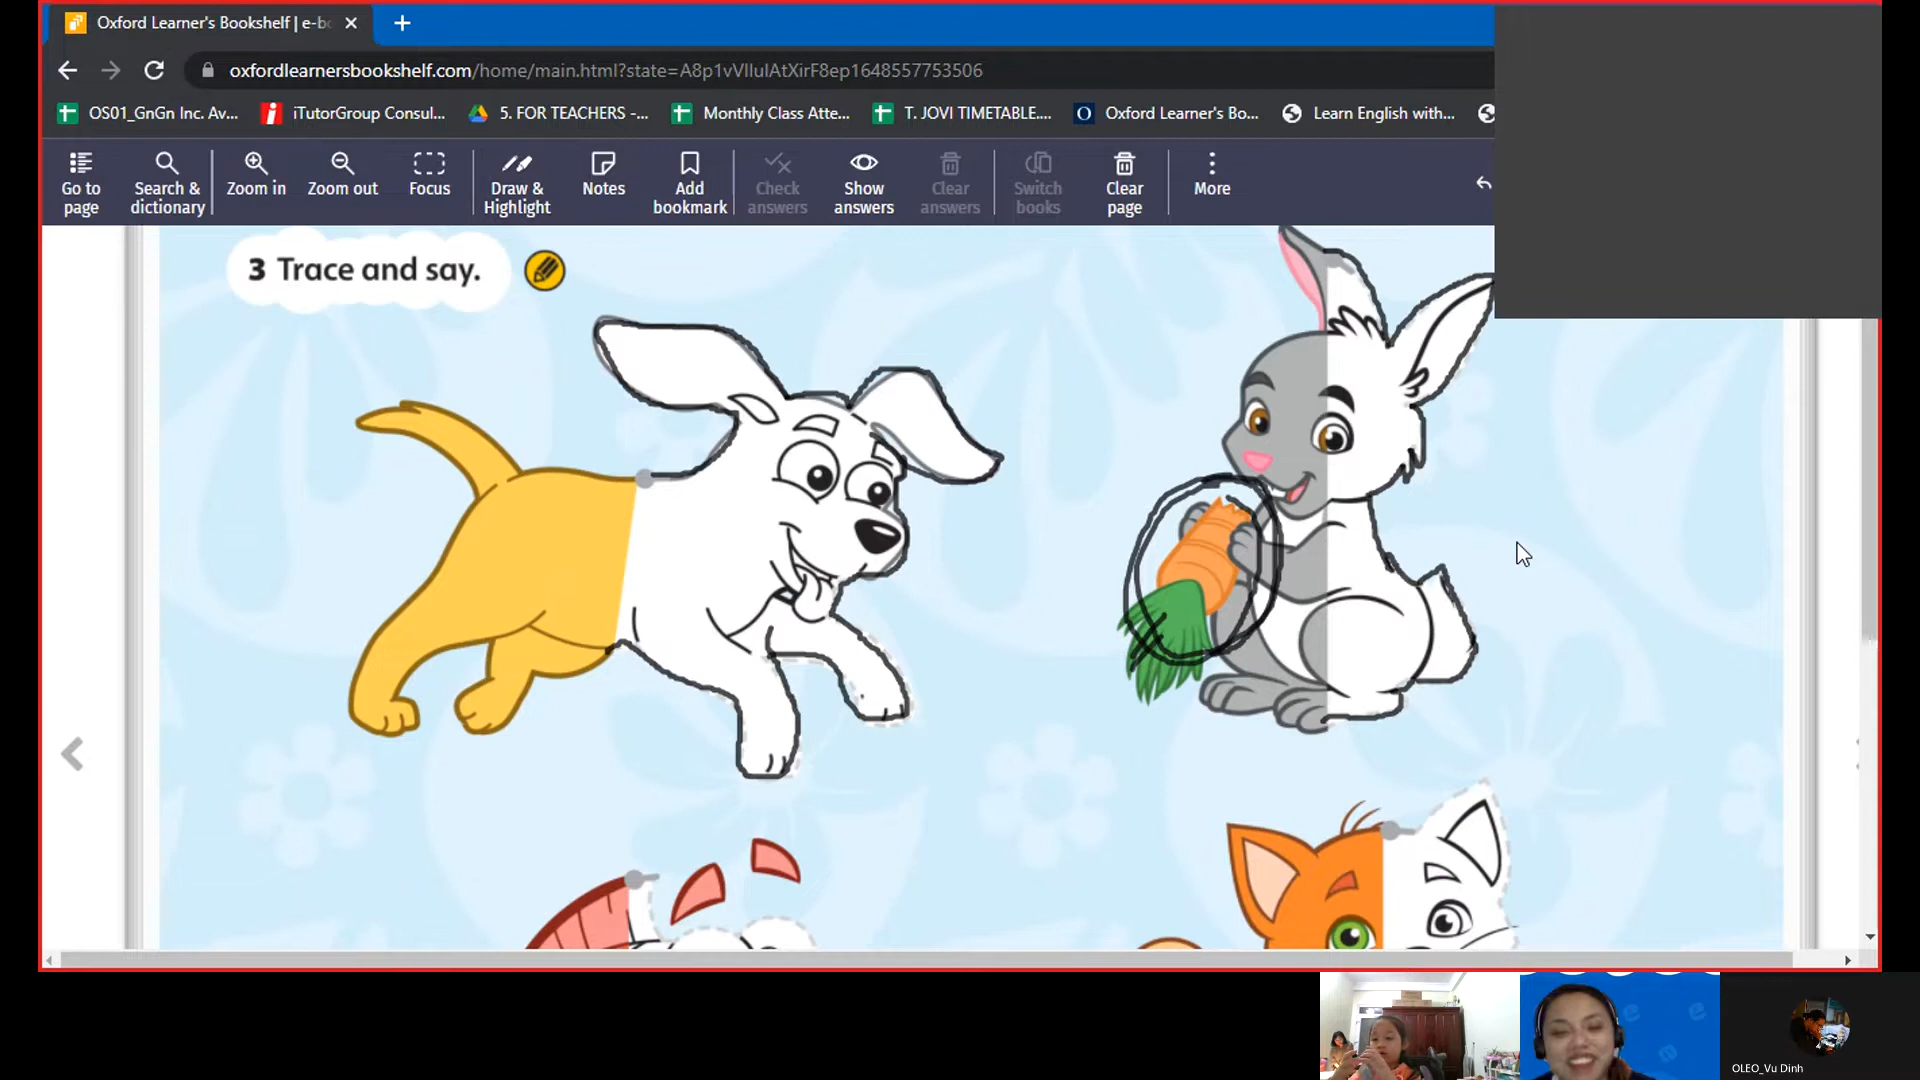 Oxford Learner's Bookshelf | e-bo
oxfordlearnersbookshelf.com/home/main.html?state=A8p1vVlluIAtXirF8ep1648557753506
OS01_GnGn Inc. Av... iTutorGroup Consul... 5. FOR TEACHERS -... Monthly Class Atte... T. JOVI TIMETABLE.... Oxford Learner's Bo... Learn English with...
Go to page
Search & dictionary
Zoom in
Zoom out
Focus
Draw & Highlight
Notes
Add bookmark
Check answers
Show answers
Clear answers
Switch books
Clear page
More
3 Trace and say.
OLEO_Vu Dinh